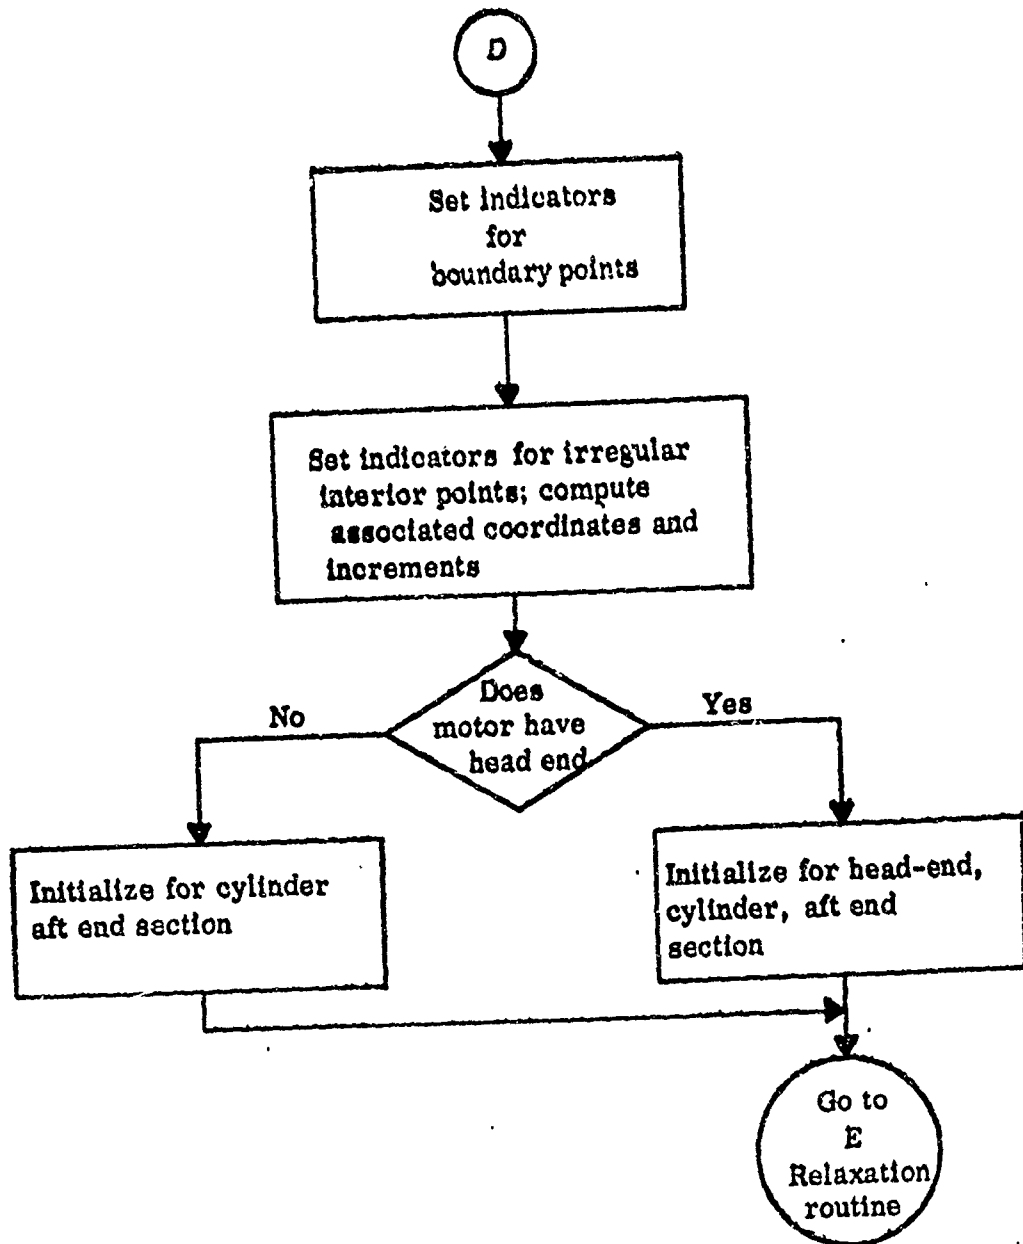 D
Set indicators
for
boundary points
Set indicators for irregular
interior points; compute
associated coordinates and
increments
Does
motor have
head end
No
Yes
Initialize for cylinder
aft end section
Initialize for head-end,
cylinder, aft end
section
Go to
E
Relaxation
routine